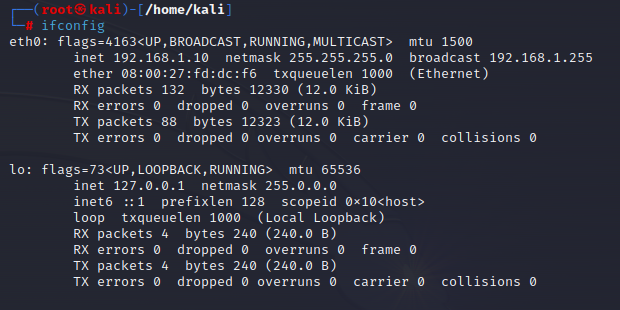 ┌──(root㉿kali)-[/home/kali]
└─# ifconfig
eth0: flags=4163<UP,BROADCAST,RUNNING,MULTICAST>  mtu 1500
        inet 192.168.1.10  netmask 255.255.255.0  broadcast 192.168.1.255
        ether 08:00:27:fd:dc:f6  txqueuelen 1000  (Ethernet)
        RX packets 132  bytes 12330 (12.0 KiB)
        RX errors 0  dropped 0  overruns 0  frame 0
        TX packets 88  bytes 12323 (12.0 KiB)
        TX errors 0  dropped 0 overruns 0  carrier 0  collisions 0

lo: flags=73<UP,LOOPBACK,RUNNING>  mtu 65536
        inet 127.0.0.1  netmask 255.0.0.0
        inet6 ::1  prefixlen 128  scopeid 0×10<host>
        loop  txqueuelen 1000  (Local Loopback)
        RX packets 4  bytes 240 (240.0 B)
        RX errors 0  dropped 0  overruns 0  frame 0
        TX packets 4  bytes 240 (240.0 B)
        TX errors 0  dropped 0 overruns 0  carrier 0  collisions 0